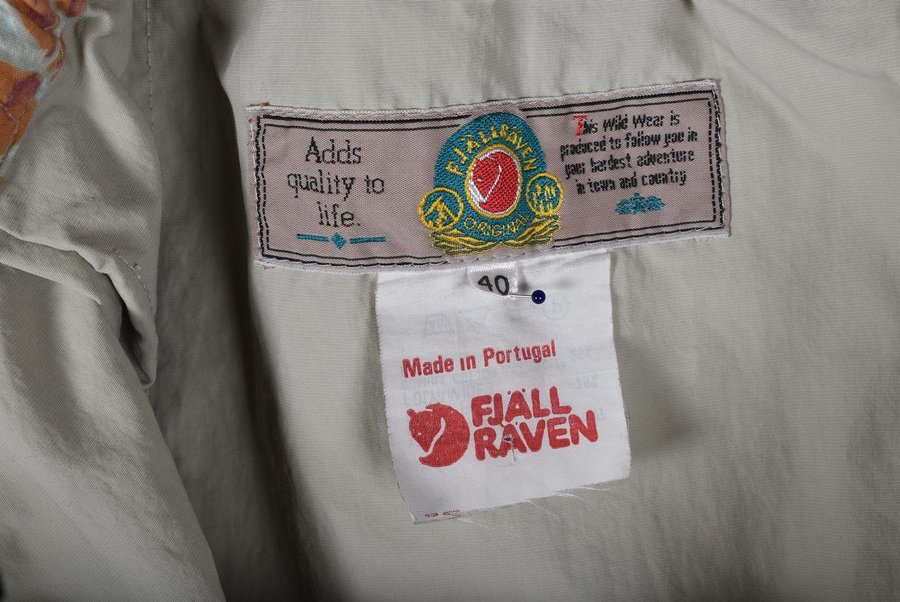 Adds
quality to
life.
FJÄLLRÄVEN
ORIGINAL
This Wild Wear is
produced to follow you in
your hardest adventure
in town and country
40
Made in Portugal
FJÄLL
RÄVEN